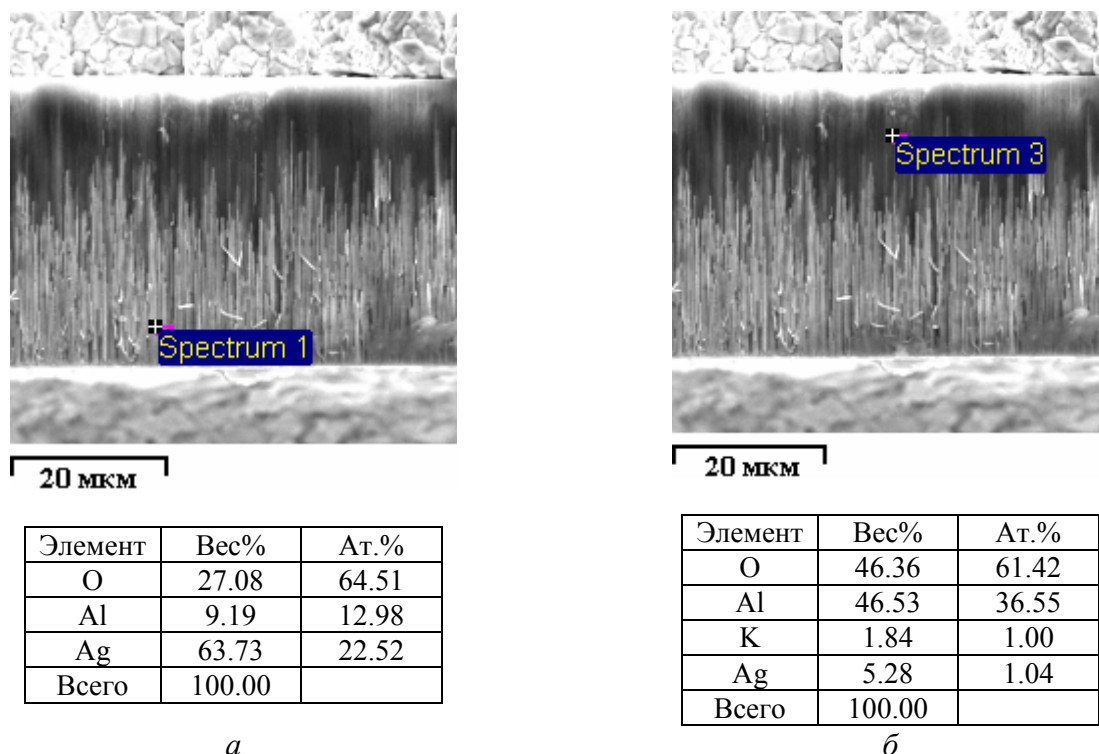 Spectrum 1
20 мкм
Элемент Вес% Ат.%
O 27.08 64.51
Al 9.19 12.98
Ag 63.73 22.52
Всего 100.00
а
Spectrum 3
20 мкм
Элемент Вес% Ат.%
O 46.36 61.42
Al 46.53 36.55
K 1.84 1.00
Ag 5.28 1.04
Всего 100.00
б